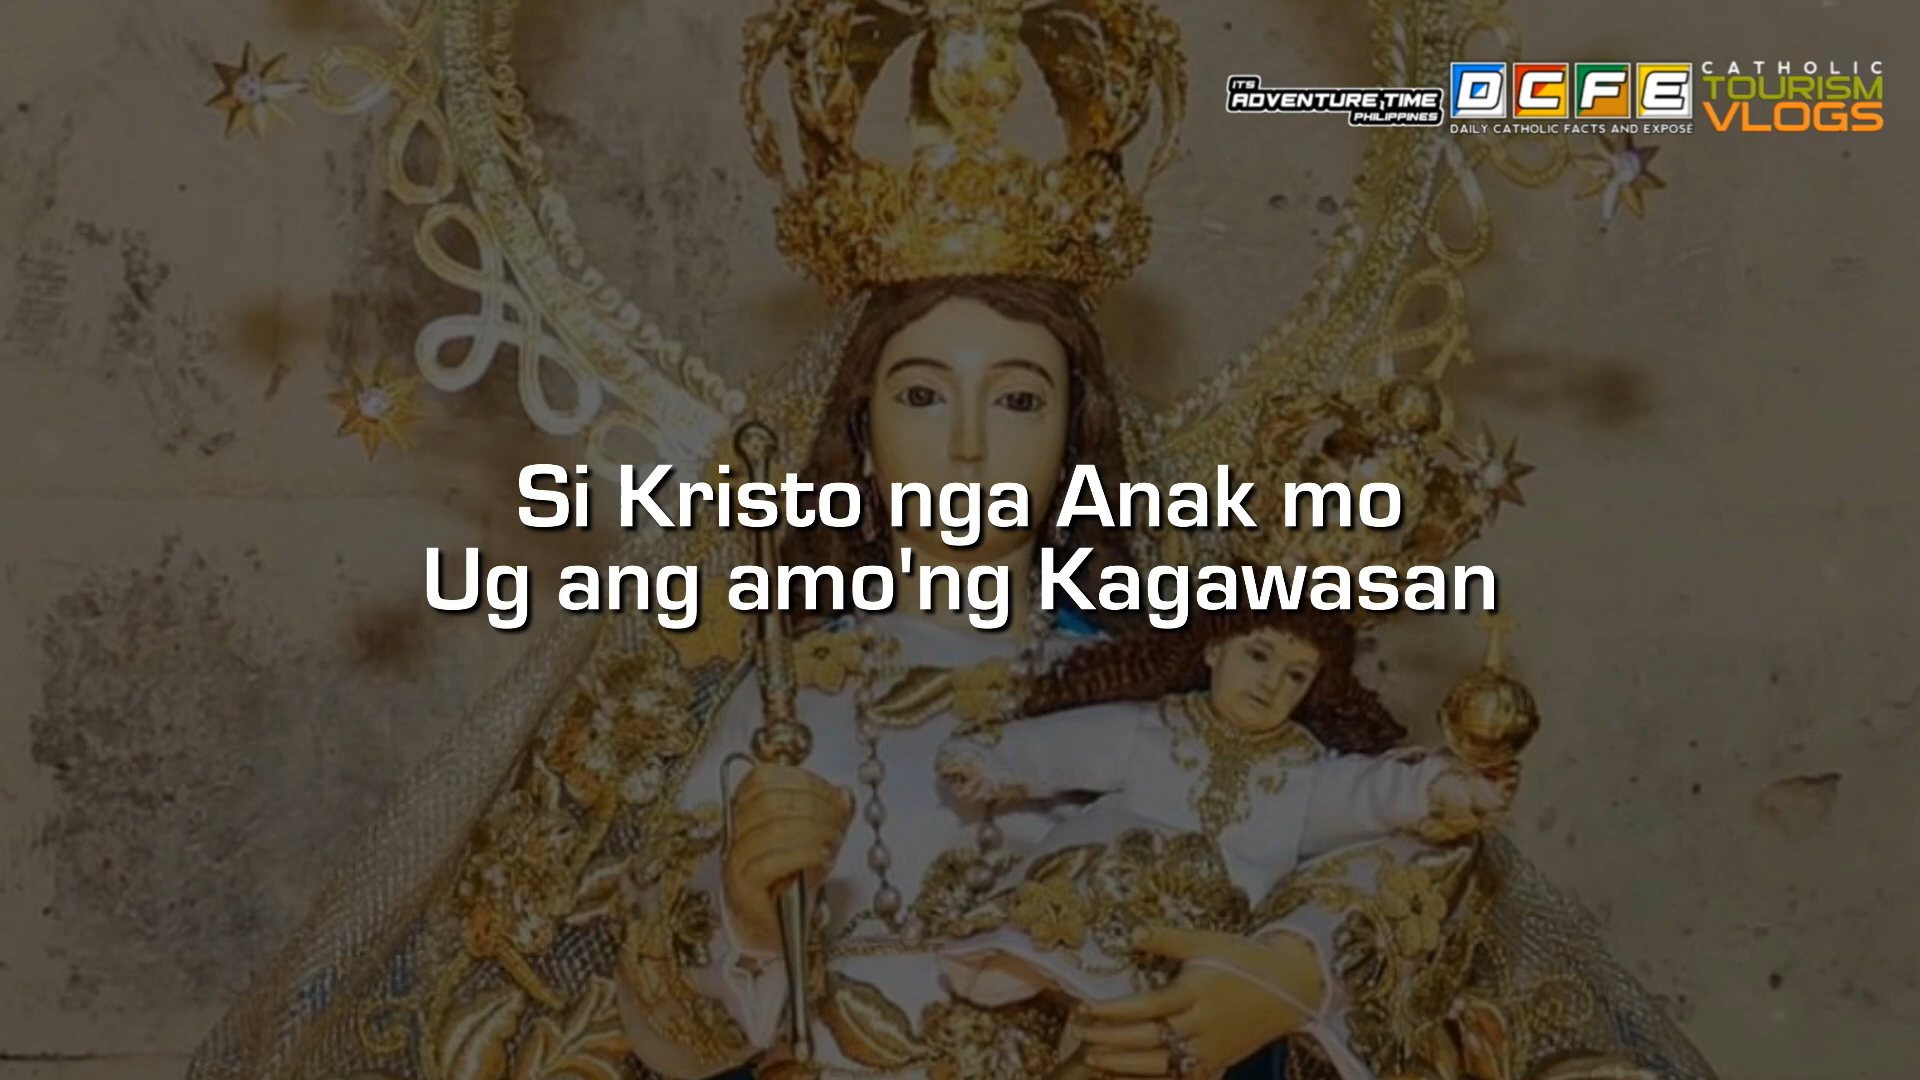 ITS
ADVENTURE TIME
PHILIPPINES
DCFE
DAILY CATHOLIC FACTS AND EXPOSÉ
CATHOLIC
TOURISM
VLOGS
Si Kristo nga Anak mo
Ug ang amo'ng Kagawasan